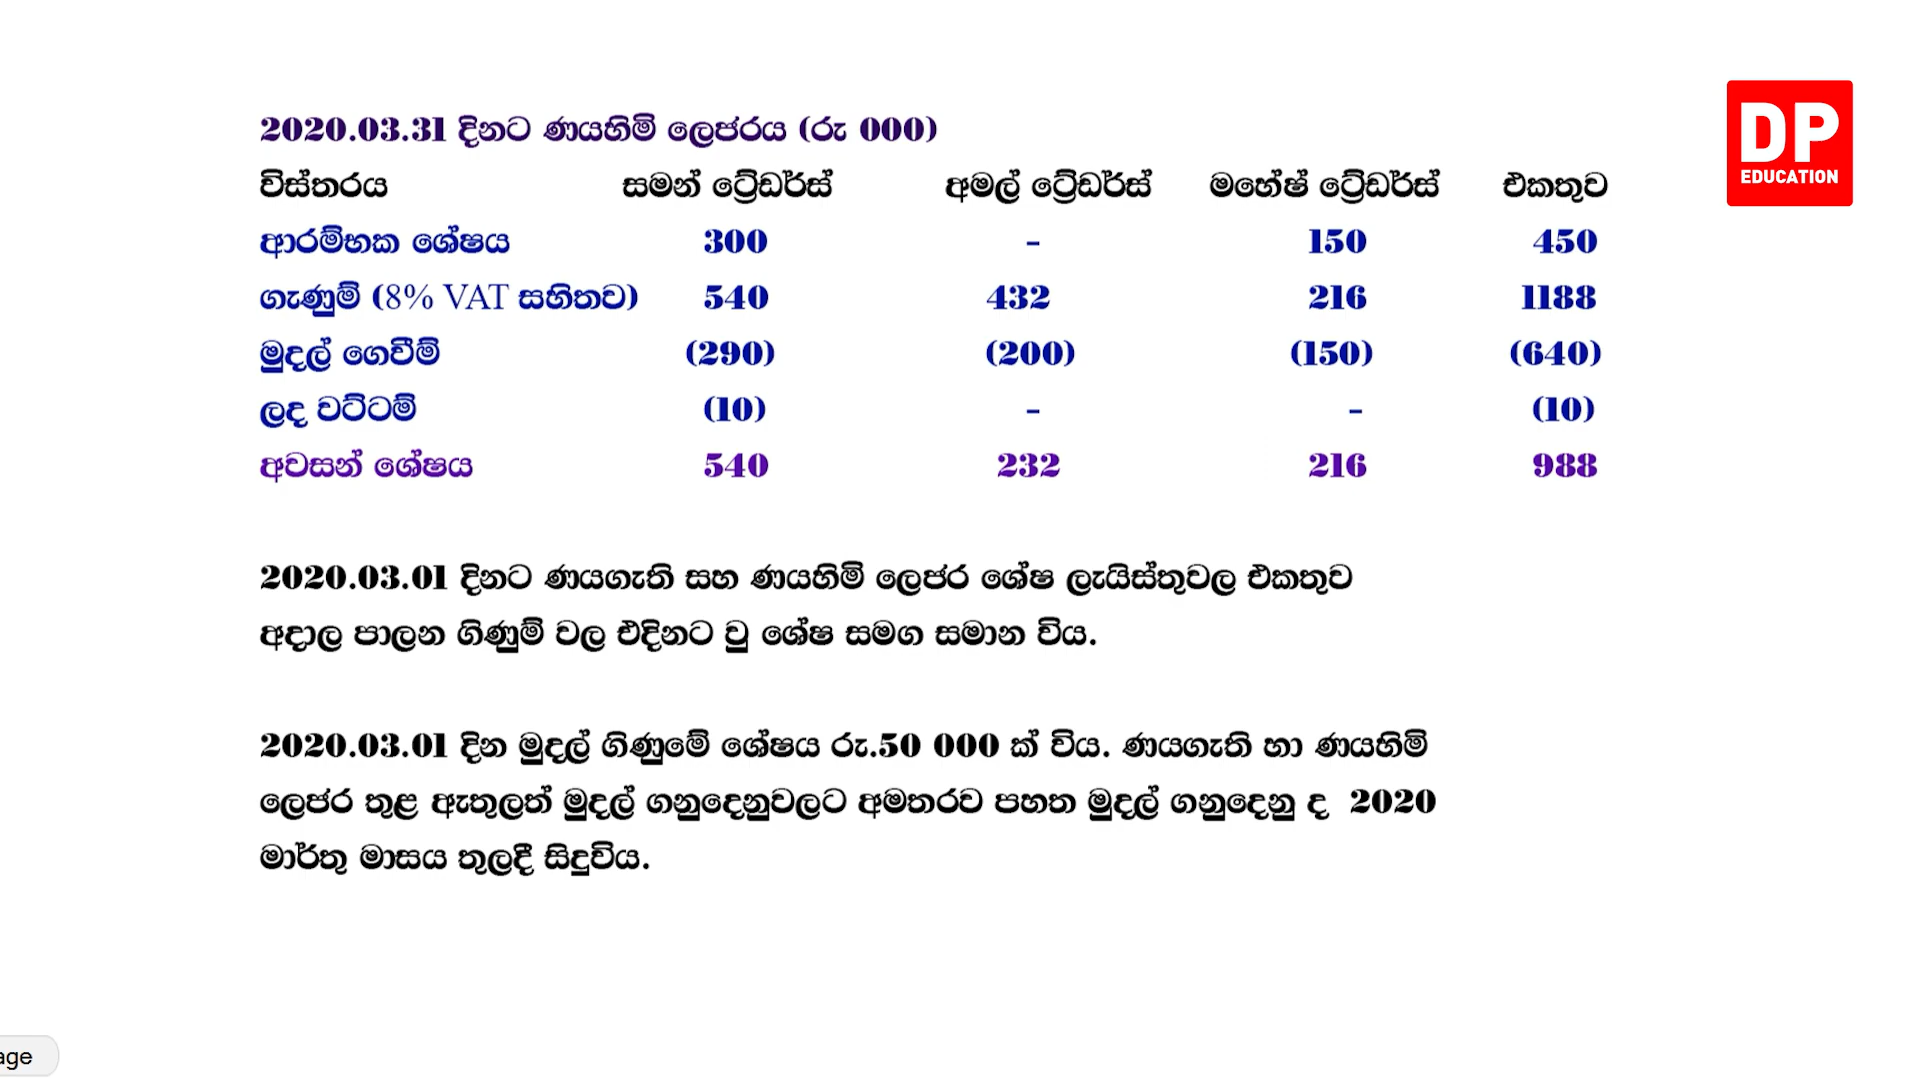 DP
EDUCATION
2020.03.31 දිනට ණයහිමි ලෙජරය (රු 000)
විස්තරය සමන් ට්‍රේඩර්ස් අමල් ට්‍රේඩර්ස් මහේෂ් ට්‍රේඩර්ස් එකතුව
ආරම්භක ශේෂය 300 - 150 450
ගැණුම් (8% VAT සහිතව) 540 432 216 1188
මුදල් ගෙවීම් (290) (200) (150) (640)
ලද වට්ටම් (10) - - (10)
අවසන් ශේෂය 540 232 216 988
2020.03.01 දිනට ණයගැති සහ ණයහිමි ලෙජර ශේෂ ලැයිස්තුවල එකතුව
අදාල පාලන ගිණුම් වල එදිනට වු ශේෂ සමග සමාන විය.
2020.03.01 දින මුදල් ගිණුමේ ශේෂය රු.50 000 ක් විය. ණයගැති හා ණයහිමි
ලෙජර තුළ ඇතුලත් මුදල් ගනුදෙනුවලට අමතරව පහත මුදල් ගනුදෙනු ද 2020
මාර්තු මාසය තුලදී සිදුවිය.
age